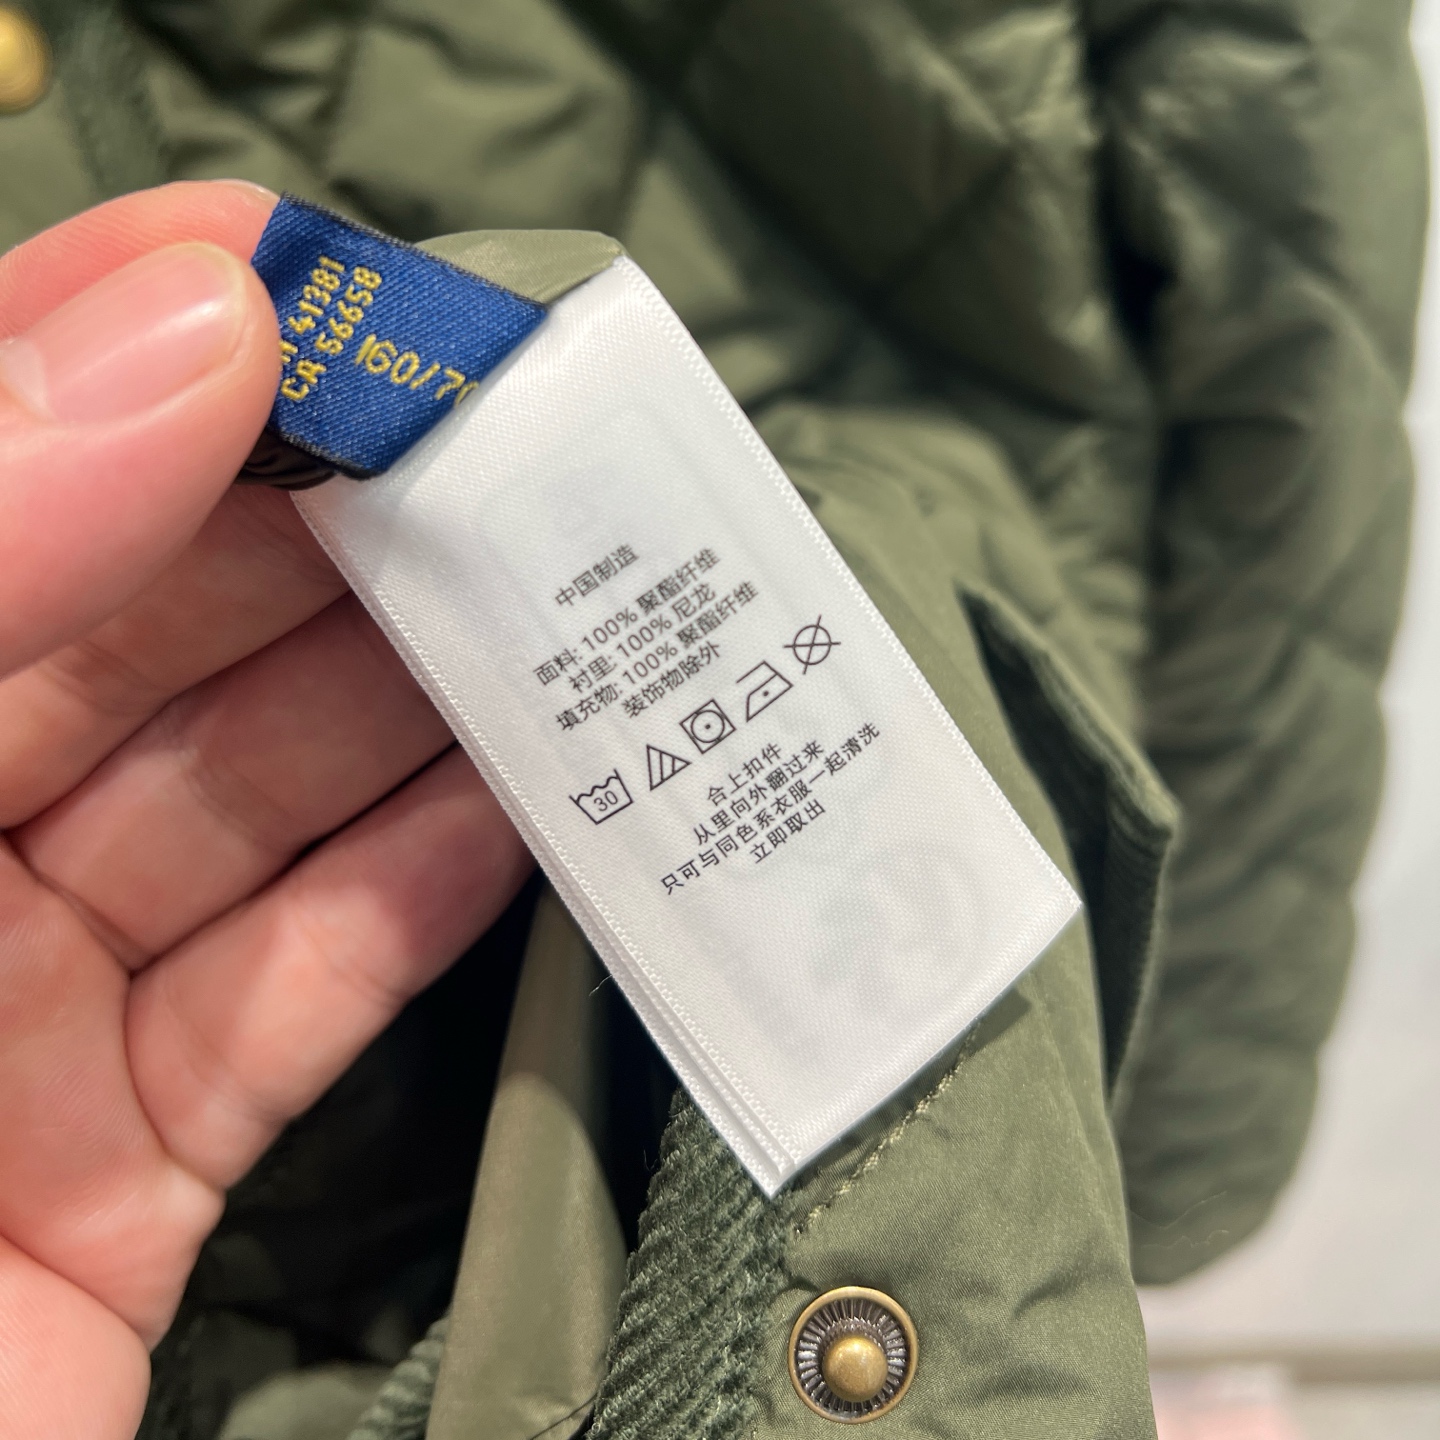 41381
CA 56658
160/7
中国制造
面料: 100% 聚酯纤维
衬里: 100% 尼龙
填充物: 100% 聚酯纤维
装饰物除外
30
合上扣件
从里向外翻过来
只可与同色系衣服一起清洗
立即取出